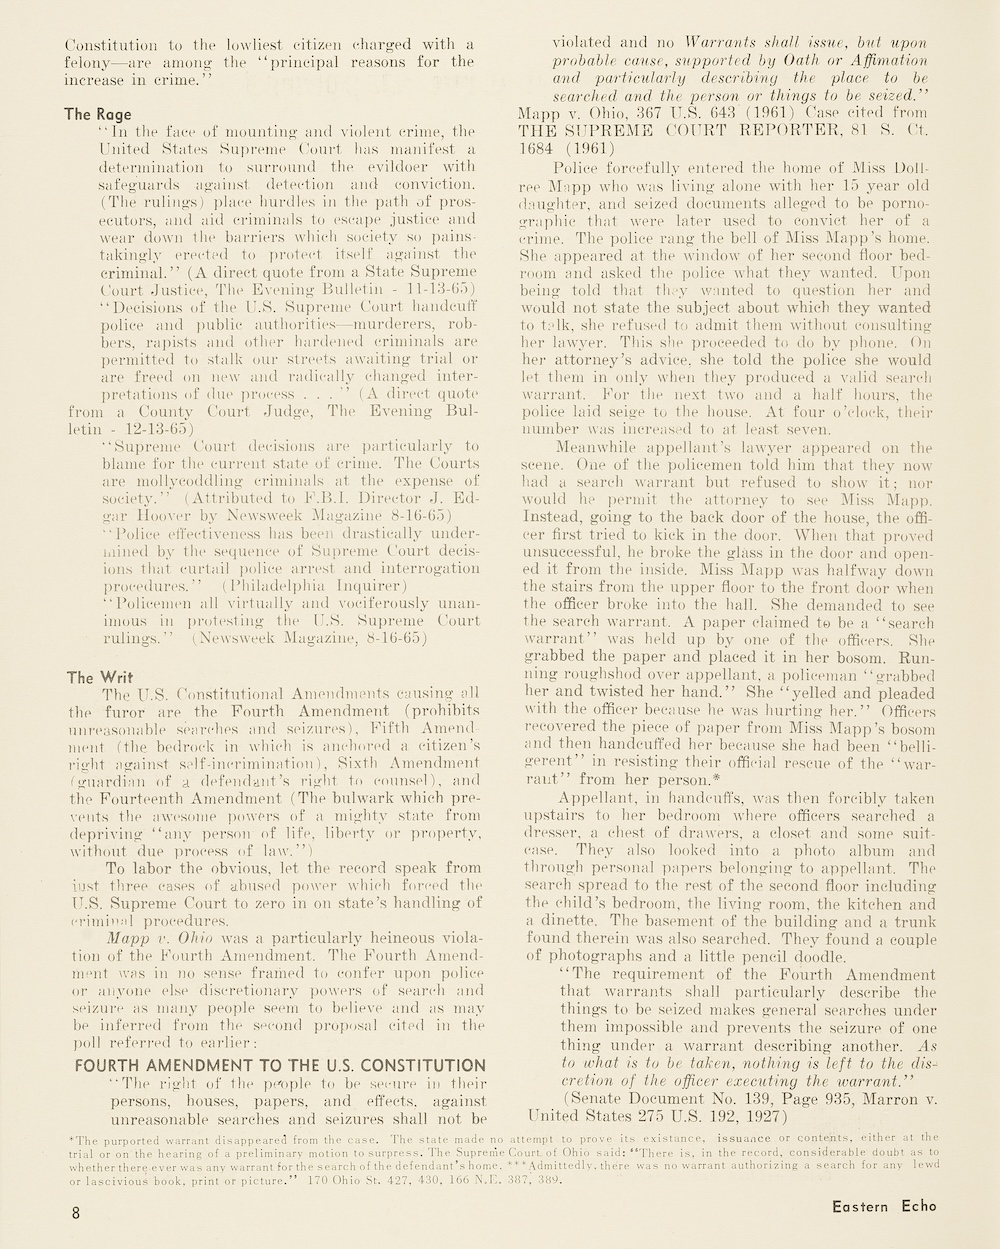 Constitution to the lowliest citizen charged with a
felony—are among the “principal reasons for the
increase in crime.”
The Rage
“In the face of mounting and violent crime, the
United States Supreme Court has manifest a
determination to surround the evildoer with
safeguards against detection and conviction.
(The rulings) place hurdles in the path of pros-
ecutors, and aid criminals to escape justice and
wear down the barriers which society so pains-
takingly erected to protect itself against the
criminal.” (A direct quote from a State Supreme
Court Justice, The Evening Bulletin - 11-13-65)
“Decisions of the U.S. Supreme Court handcuff
police and public authorities—murderers, rob-
bers, rapists and other hardened criminals are
permitted to stalk our streets awaiting trial or
are freed on new and radically changed inter-
pretations of due process . . .” (A direct quote
from a County Court Judge, The Evening Bul-
letin - 12-13-65)
“Supreme Court decisions are particularly to
blame for the current state of crime. The Courts
are mollycoddling criminals at the expense of
society.” (Attributed to F.B.I. Director J. Ed-
gar Hoover by Newsweek Magazine 8-16-65)
“Police effectiveness has been drastically under-
mined by the sequence of Supreme Court decis-
ions that curtail police arrest and interrogation
procedures.” (Philadelphia Inquirer)
“Policemen all virtually and vociferously unan-
imous in protesting the U.S. Supreme Court
rulings.” (Newsweek Magazine, 8-16-65)
The Writ
The U.S. Constitutional Amendments causing all
the furor are the Fourth Amendment (prohibits
unreasonable searches and seizures), Fifth Amend-
ment (the bedrock in which is anchored a citizen’s
right against self-incrimination), Sixth Amendment
(guardian of a defendant’s right to counsel), and
the Fourteenth Amendment (The bulwark which pre-
vents the awesome powers of a mighty state from
depriving “any person of life, liberty or property,
without due process of law.”)
To labor the obvious, let the record speak from
just three cases of abused power which forced the
U.S. Supreme Court to zero in on state’s handling of
criminal procedures.
Mapp v. Ohio was a particularly heineous viola-
tion of the Fourth Amendment. The Fourth Amend-
ment was in no sense framed to confer upon police
or anyone else discretionary powers of search and
seizure as many people seem to believe and as may
be inferred from the second proposal cited in the
poll referred to earlier:
FOURTH AMENDMENT TO THE U.S. CONSTITUTION
“The right of the people to be secure in their
persons, houses, papers, and effects, against
unreasonable searches and seizures shall not be
violated and no Warrants shall issue, but upon
probable cause, supported by Oath or Affimation
and particularly describing the place to be
searched and the person or things to be seized.”
Mapp v. Ohio, 367 U.S. 643 (1961) Case cited from
THE SUPREME COURT REPORTER, 81 S. Ct.
1684 (1961)
Police forcefully entered the home of Miss Doll-
ree Mapp who was living alone with her 15 year old
daughter, and seized documents alleged to be porno-
graphic that were later used to convict her of a
crime. The police rang the bell of Miss Mapp’s home.
She appeared at the window of her second floor bed-
room and asked the police what they wanted. Upon
being told that they wanted to question her and
would not state the subject about which they wanted
to talk, she refused to admit them without consulting
her lawyer. This she proceeded to do by phone. On
her attorney’s advice, she told the police she would
let them in only when they produced a valid search
warrant. For the next two and a half hours, the
police laid seige to the house. At four o’clock, their
number was increased to at least seven.
Meanwhile appellant’s lawyer appeared on the
scene. One of the policemen told him that they now
had a search warrant but refused to show it; nor
would he permit the attorney to see Miss Mapp.
Instead, going to the back door of the house, the offi-
cer first tried to kick in the door. When that proved
unsuccessful, he broke the glass in the door and open-
ed it from the inside. Miss Mapp was halfway down
the stairs from the upper floor to the front door when
the officer broke into the hall. She demanded to see
the search warrant. A paper claimed to be a “search
warrant” was held up by one of the officers. She
grabbed the paper and placed it in her bosom. Run-
ning roughshod over appellant, a policeman “grabbed
her and twisted her hand.” She “yelled and pleaded
with the officer because he was hurting her.” Officers
recovered the piece of paper from Miss Mapp’s bosom
and then handcuffed her because she had been “belli-
gerent” in resisting their official rescue of the “war-
rant” from her person.*
Appellant, in handcuffs, was then forcibly taken
upstairs to her bedroom where officers searched a
dresser, a chest of drawers, a closet and some suit-
case. They also looked into a photo album and
through personal papers belonging to appellant. The
search spread to the rest of the second floor including
the child’s bedroom, the living room, the kitchen and
a dinette. The basement of the building and a trunk
found therein was also searched. They found a couple
of photographs and a little pencil doodle.
“The requirement of the Fourth Amendment
that warrants shall particularly describe the
things to be seized makes general searches under
them impossible and prevents the seizure of one
thing under a warrant describing another. As
to what is to be taken, nothing is left to the dis-
cretion of the officer executing the warrant.”
(Senate Document No. 139, Page 935, Marron v.
United States 275 U.S. 192, 1927)
*The purported warrant disappeared from the case. The state made no attempt to prove its existance, issuance or contents, either at the
trial or on the hearing of a preliminary motion to surpress. The Supreme Court of Ohio said: “There is, in the record, considerable doubt as to
whether there ever was any warrant for the search of the defendant’s home. ***Admittedly, there was no warrant authorizing a search for any lewd
or lascivious book, print or picture.” 170 Ohio St. 427, 430, 166 N.E. 387, 389.
8
Eastern Echo